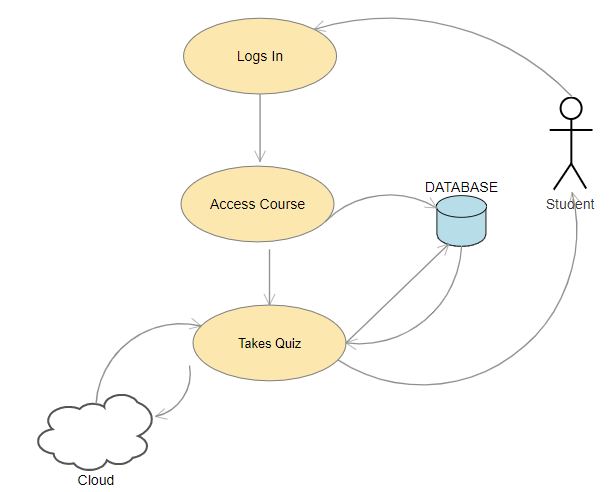 Logs In
Access Course
DATABASE
Student
Takes Quiz
Cloud